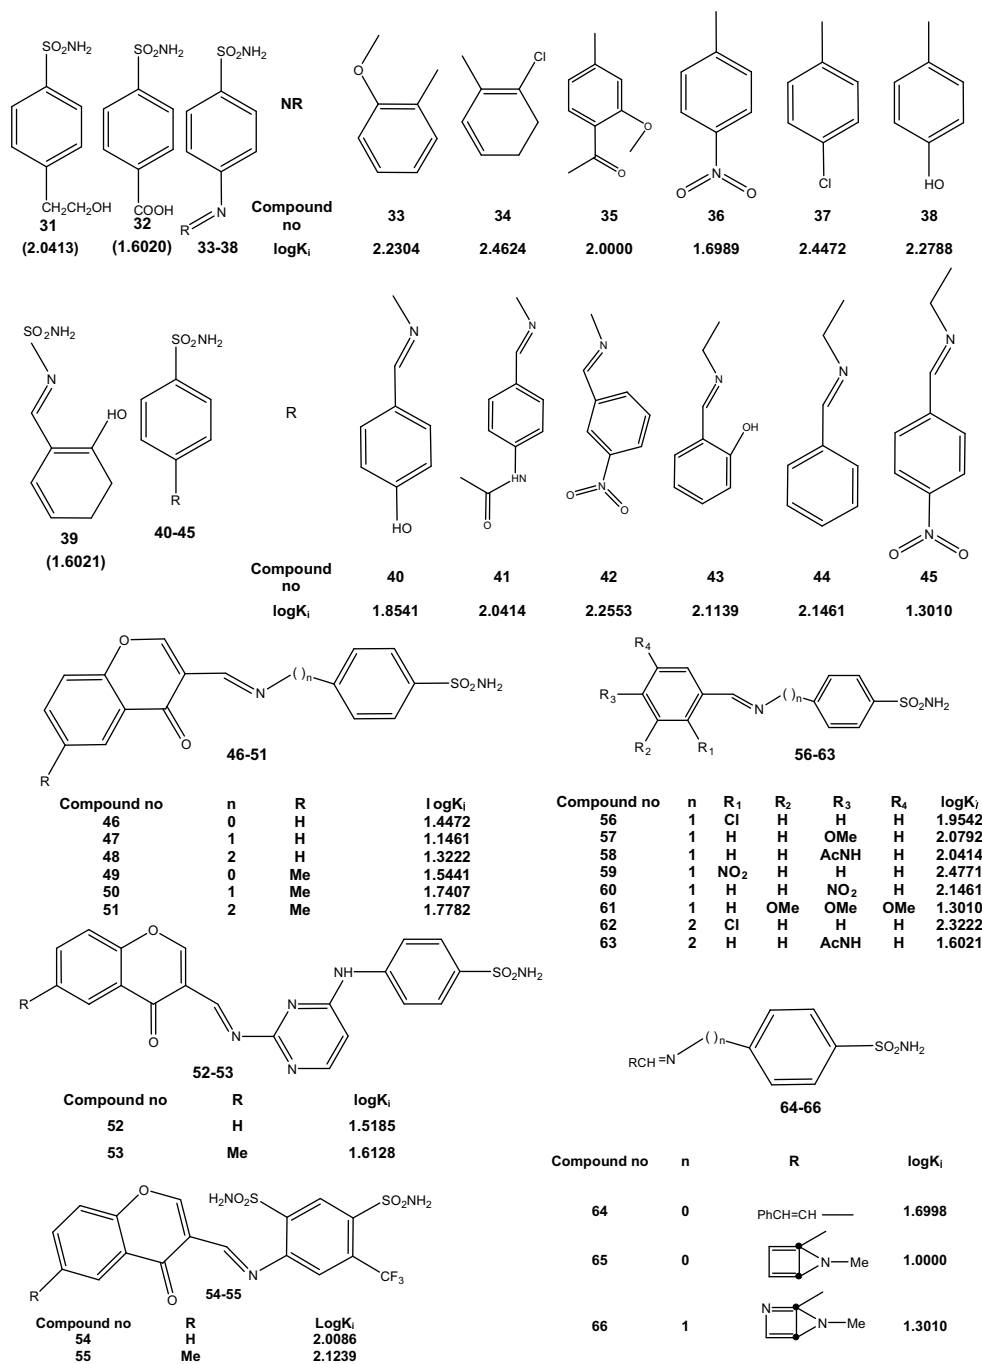 SO₂NH₂ SO₂NH₂ SO₂NH₂
NR
O
Cl
O
O
CH₂CH₂OH
COOH
N
R
N
O O
Cl
HO
31 32 33-38
(2.0413) (1.6020)
Compound no 33 34 35 36 37 38
logKᵢ 2.2304 2.4624 2.0000 1.6989 2.4472 2.2788
SO₂NH₂
N
HO
SO₂NH₂
R
R
N
HO
N
HN
O
N
N
O O
N
OH
N
N
N
O O
39 40-45
(1.6021)
Compound no 40 41 42 43 44 45
logKᵢ 1.8541 2.0414 2.2553 2.1139 2.1461 1.3010
O
O
R
N
( )n
SO₂NH₂
46-51
Compound no n R logKᵢ
46 0 H 1.4472
47 1 H 1.1461
48 2 H 1.3222
49 0 Me 1.5441
50 1 Me 1.7407
51 2 Me 1.7782
R₄
R₃
R₂
R₁
N
( )n
SO₂NH₂
56-63
Compound no n R₁ R₂ R₃ R₄ logKᵢ
56 1 Cl H H H 1.9542
57 1 H H OMe H 2.0792
58 1 H H AcNH H 2.0414
59 1 NO₂ H H H 2.4771
60 1 H H NO₂ H 2.1461
61 1 H OMe OMe OMe 1.3010
62 2 Cl H H H 2.3222
63 2 H H AcNH H 1.6021
O
O
R
N
N
N
NH
SO₂NH₂
52-53
Compound no R logKᵢ
52 H 1.5185
53 Me 1.6128
RCH=N
( )n
SO₂NH₂
64-66
Compound no n R logKᵢ
64 0 PhCH=CH 1.6998
65 0 N Me 1.0000
66 1 N N Me 1.3010
O
O
R
N
H₂NO₂S
SO₂NH₂
CF₃
54-55
Compound no R LogKᵢ
54 H 2.0086
55 Me 2.1239